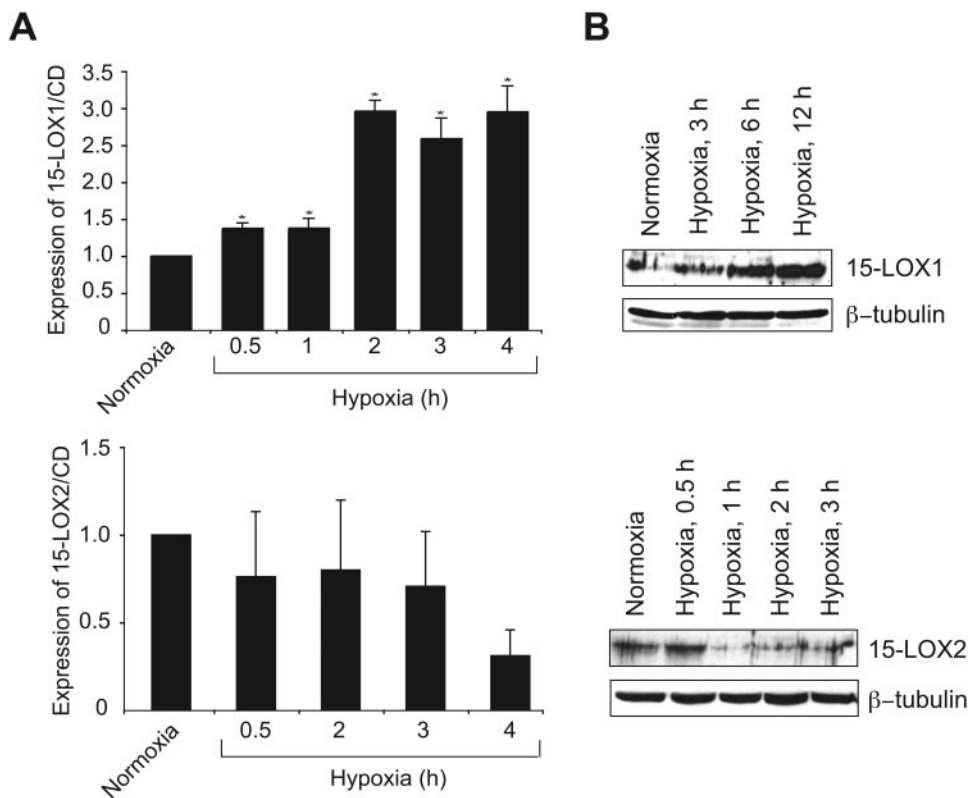 A
Expression of 15-LOX1/CD
3.5
3.0
2.5
2.0
1.5
1.0
0.5
0
* * * * *
Normoxia
0.5 1 2 3 4
Hypoxia (h)
Expression of 15-LOX2/CD
1.5
1.0
0.5
0
Normoxia
0.5 2 3 4
Hypoxia (h)
B
Normoxia
Hypoxia, 3 h
Hypoxia, 6 h
Hypoxia, 12 h
15-LOX1
β−tubulin
Normoxia
Hypoxia, 0.5 h
Hypoxia, 1 h
Hypoxia, 2 h
Hypoxia, 3 h
15-LOX2
β−tubulin